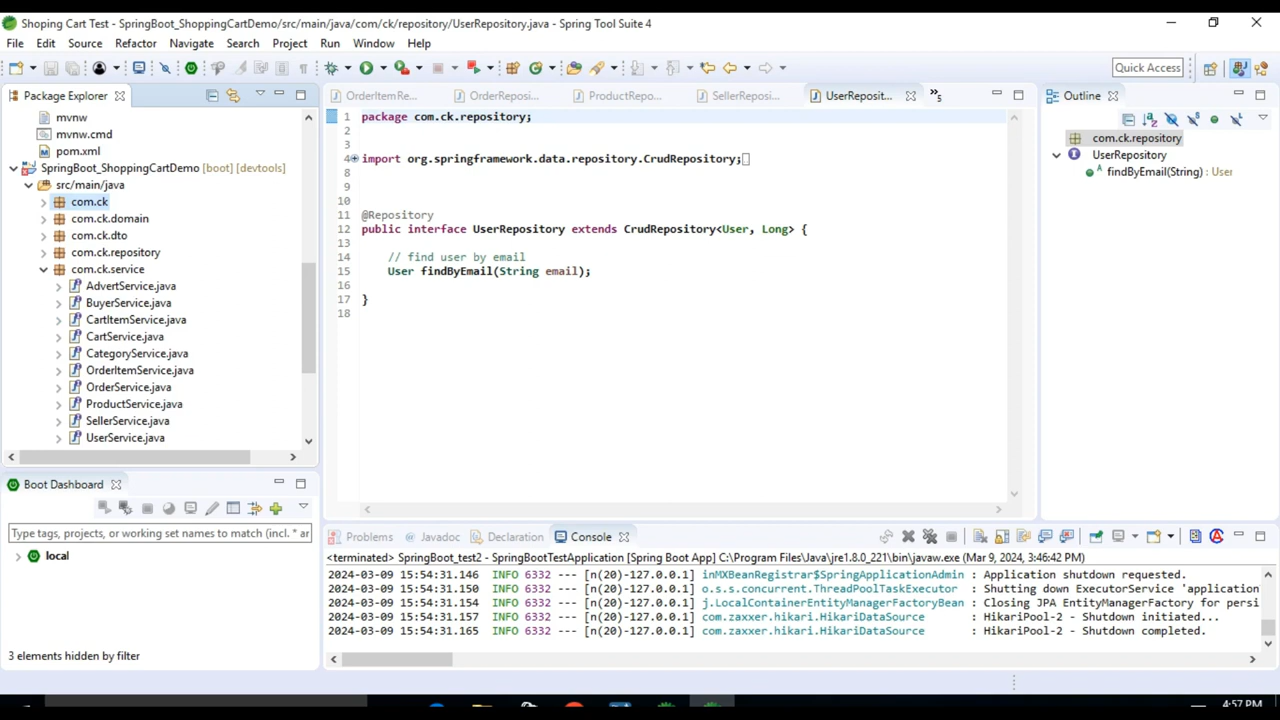 Shoping Cart Test - SpringBoot_ShoppingCartDemo/src/main/java/com/ck/repository/UserRepository.java - Spring Tool Suite 4
File Edit Source Refactor Navigate Search Project Run Window Help
Quick Access
Package Explorer
mvnw
mvnw.cmd
pom.xml
SpringBoot_ShoppingCartDemo [boot] [devtools]
src/main/java
com.ck
com.ck.domain
com.ck.dto
com.ck.repository
com.ck.service
AdvertService.java
BuyerService.java
CartItemService.java
CartService.java
CategoryService.java
OrderItemService.java
OrderService.java
ProductService.java
SellerService.java
UserService.java
Boot Dashboard
Type tags, projects, or working set names to match (incl. * ar
local
3 elements hidden by filter
OrderItemRe... OrderReposi... ProductRepo... SellerReposi... UserReposit... »5
1 package com.ck.repository;
2
3
4 import org.springframework.data.repository.CrudRepository;
8
9
10
11 @Repository
12 public interface UserRepository extends CrudRepository<User, Long> {
13
14 // find user by email
15 User findByEmail(String email);
16
17 }
18
Outline
com.ck.repository
UserRepository
findByEmail(String) : User
Problems Javadoc Declaration Console
<terminated> SpringBoot_test2 - SpringBootTestApplication [Spring Boot App] C:\Program Files\Java\jre1.8.0_221\bin\javaw.exe (Mar 9, 2024, 3:46:42 PM)
2024-03-09 15:54:31.146 INFO 6332 --- [n(20)-127.0.0.1] inMXBeanRegistrar$SpringApplicationAdmin : Application shutdown requested.
2024-03-09 15:54:31.150 INFO 6332 --- [n(20)-127.0.0.1] o.s.s.concurrent.ThreadPoolTaskExecutor : Shutting down ExecutorService 'application
2024-03-09 15:54:31.154 INFO 6332 --- [n(20)-127.0.0.1] j.LocalContainerEntityManagerFactoryBean : Closing JPA EntityManagerFactory for persi
2024-03-09 15:54:31.157 INFO 6332 --- [n(20)-127.0.0.1] com.zaxxer.hikari.HikariDataSource : HikariPool-2 - Shutdown initiated...
2024-03-09 15:54:31.165 INFO 6332 --- [n(20)-127.0.0.1] com.zaxxer.hikari.HikariDataSource : HikariPool-2 - Shutdown completed.
4:57 PM